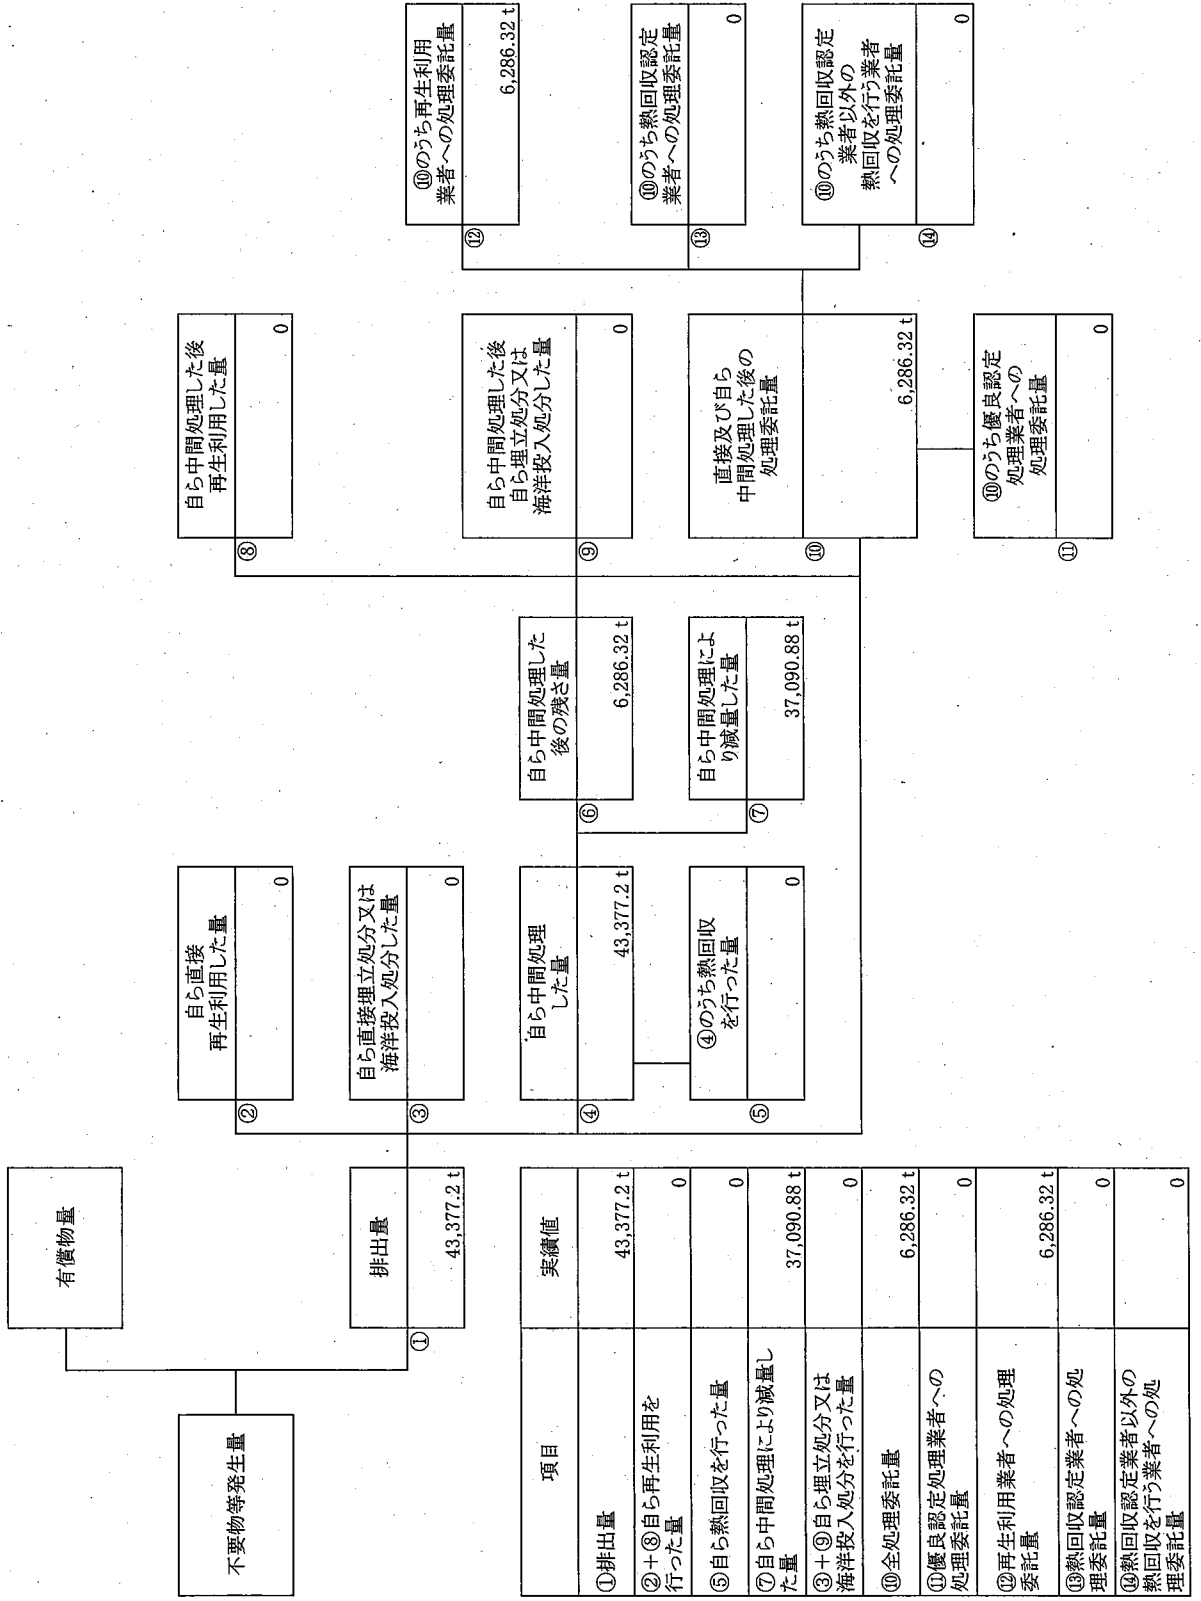 不要物等発生量
有償物量
排出量
①
43,377.2 t
自ら直接
再生利用した量
②
0
自ら直接埋立処分又は
海洋投入処分した量
③
0
自ら中間処理
した量
④
43,377.2 t
④のうち熱回収
を行った量
⑤
0
自ら中間処理した
後の残さ量
⑥
6,286.32 t
自ら中間処理によ
り減量した量
⑦
37,090.88 t
自ら中間処理した後
再生利用した量
⑧
0
自ら中間処理した後
自ら埋立処分又は
海洋投入処分した量
⑨
0
直接及び自ら
中間処理した後の
処理委託量
⑩
6,286.32 t
⑩のうち優良認定
処理業者への
処理委託量
⑪
0
⑩のうち再生利用
業者への処理委託量
⑫
6,286.32 t
⑩のうち熱回収認定
業者への処理委託量
⑬
0
⑩のうち熱回収認定
業者以外の
熱回収を行う業者
への処理委託量
⑭
0
項目
実績値
①排出量
43,377.2 t
②+⑧自ら再生利用を
行った量
0
⑤自ら熱回収を行った量
0
⑦自ら中間処理により減量し
た量
37,090.88 t
③+⑨自ら埋立処分又は
海洋投入処分を行った量
0
⑩全処理委託量
6,286.32 t
⑪優良認定処理業者への
処理委託量
0
⑫再生利用業者への処理
委託量
6,286.32 t
⑬熱回収認定業者への処
理委託量
0
⑭熱回収認定業者以外の
熱回収を行う業者への処
理委託量
0